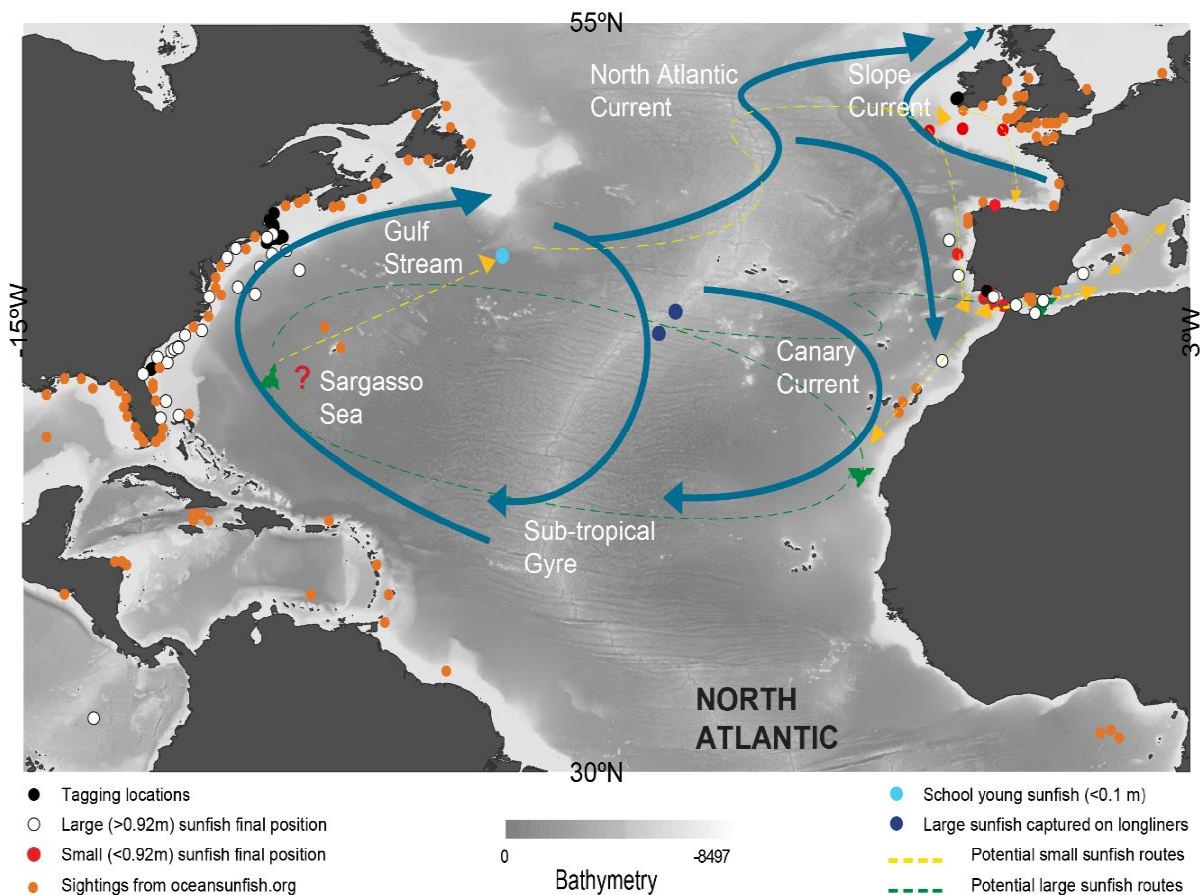 55ºN
North Atlantic
Current
Slope
Current
Gulf
Stream
-15ºW
3ºW
?
Sargasso
Sea
Canary
Current
Sub-tropical
Gyre
NORTH
ATLANTIC
30ºN
Tagging locations
Large (>0.92m) sunfish final position
Small (<0.92m) sunfish final position
Sightings from oceansunfish.org
0
-8497
Bathymetry
School young sunfish (<0.1 m)
Large sunfish captured on longliners
Potential small sunfish routes
Potential large sunfish routes